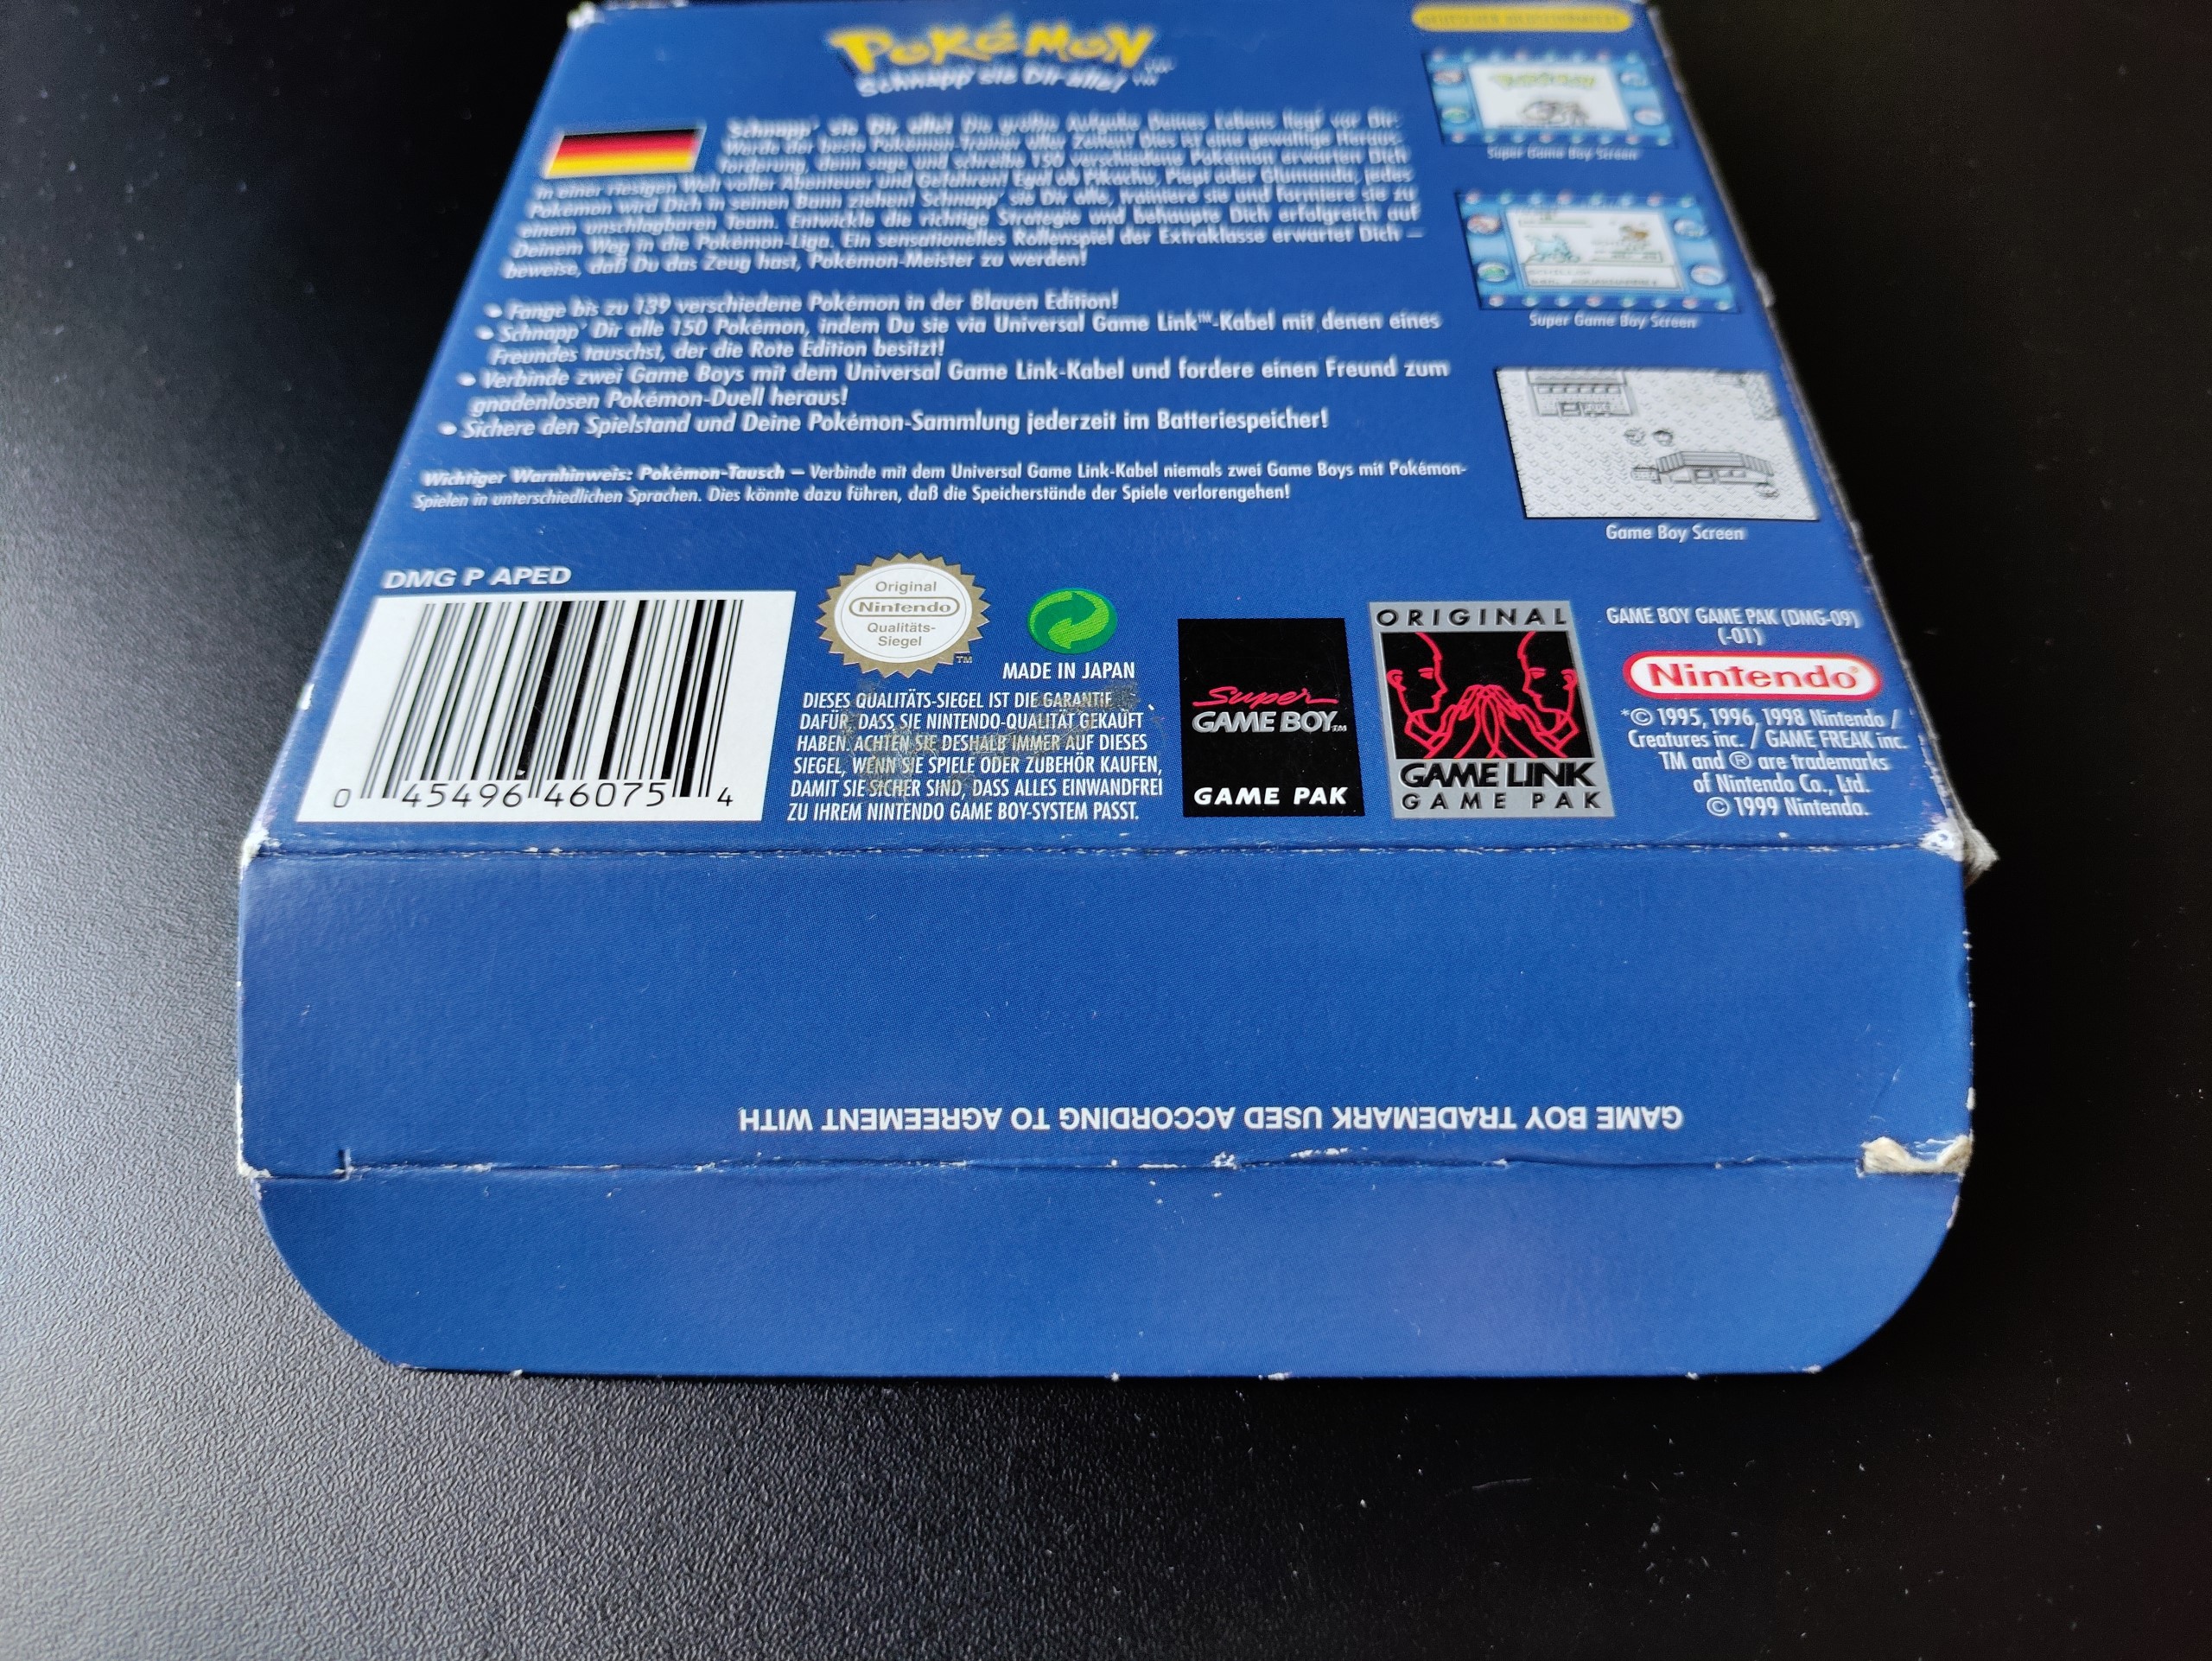 POKéMON
Schnapp' sie Dir alle!
DEUTSCHER BILDSCHIRMTEXT
Schnapp' sie Dir alle! Die größte Aufgabe Deines Lebens liegt vor Dir:
Werde der beste Pokémon-Trainer aller Zeiten! Dies ist eine gewaltige Heraus-
forderung, denn sage und schreibe 150 verschiedene Pokémon erwarten Dich
in einer riesigen Welt voller Abenteuer und Gefahren! Egal ob Pikachu, Piepi oder Glumanda, jedes
Pokémon wird Dich in seinen Bann ziehen! Schnapp' sie Dir alle, trainiere sie und formiere sie zu
einem unschlagbaren Team. Entwickle die richtige Strategie und behaupte Dich erfolgreich auf
Deinem Weg in die Pokémon-Liga. Ein sensationelles Rollenspiel der Extraklasse erwartet Dich –
beweise, daß Du das Zeug hast, Pokémon-Meister zu werden!
• Fange bis zu 139 verschiedene Pokémon in der Blauen Edition!
• Schnapp' Dir alle 150 Pokémon, indem Du sie via Universal Game Link™-Kabel mit denen eines
Freundes tauschst, der die Rote Edition besitzt!
• Verbinde zwei Game Boys mit dem Universal Game Link-Kabel und fordere einen Freund zum
gnadenlosen Pokémon-Duell heraus!
• Sichere den Spielstand und Deine Pokémon-Sammlung jederzeit im Batteriespeicher!
Wichtiger Warnhinweis: Pokémon-Tausch – Verbinde mit dem Universal Game Link-Kabel niemals zwei Game Boys mit Pokémon-
Spielen in unterschiedlichen Sprachen. Dies könnte dazu führen, daß die Speicherstände der Spiele verlorengehen!
Super Game Boy Screen
Super Game Boy Screen
Game Boy Screen
DMG P APED
0 45496 46075 4
Original
Nintendo
Qualitäts-
Siegel
TM
MADE IN JAPAN
DIESES QUALITÄTS-SIEGEL IST DIE GARANTIE
DAFÜR, DASS SIE NINTENDO-QUALITÄT GEKAUFT
HABEN. ACHTEN SIE DESHALB IMMER AUF DIESES
SIEGEL, WENN SIE SPIELE ODER ZUBEHÖR KAUFEN,
DAMIT SIE SICHER SIND, DASS ALLES EINWANDFREI
ZU IHREM NINTENDO GAME BOY-SYSTEM PASST.
Super
GAME BOY™
GAME PAK
ORIGINAL
GAME LINK
GAME PAK
GAME BOY GAME PAK (DMG-09)
(-01)
Nintendo®
*© 1995, 1996, 1998 Nintendo /
Creatures inc. / GAME FREAK inc.
TM and ® are trademarks
of Nintendo Co., Ltd.
© 1999 Nintendo.
GAME BOY TRADEMARK USED ACCORDING TO AGREEMENT WITH